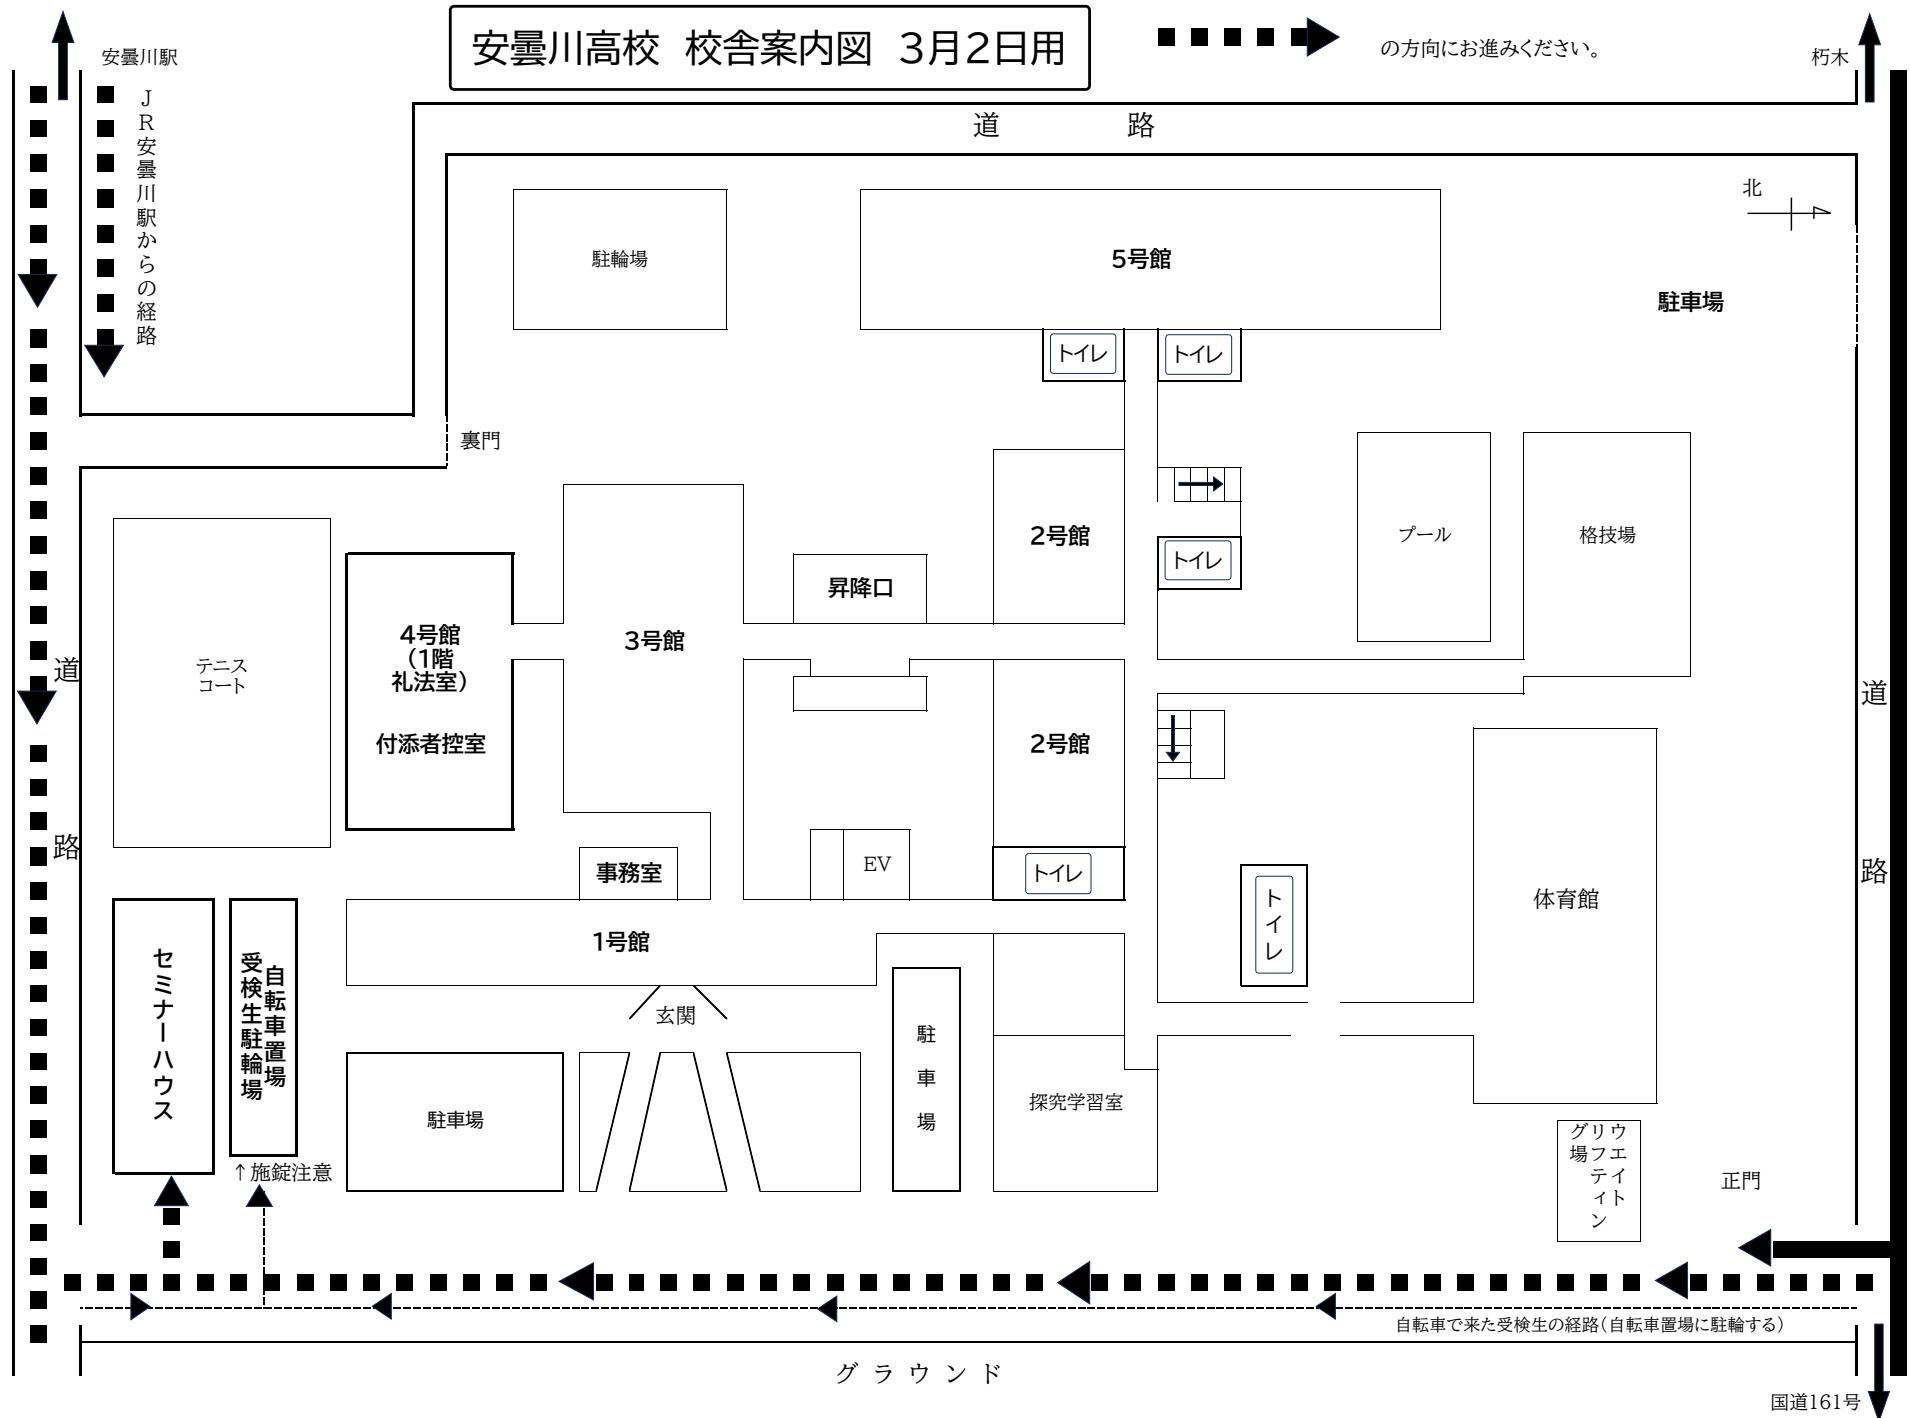 安曇川高校 校舎案内図 3月2日用
の方向にお進みください。
安曇川駅
朽木
JR安曇川駅からの経路
道 路
北
駐輪場
5号館
駐車場
トイレ
トイレ
裏門
2号館
トイレ
プール
格技場
昇降口
テニス
コート
4号館
（1階
礼法室）
付添者控室
3号館
道 路
道 路
2号館
事務室
EV
トイレ
トイレ
体育館
1号館
セミナーハウス
自転車置場
受検生駐輪場
玄関
駐車場
駐車場
探究学習室
ウエイト
リフティン
グ場
↑施錠注意
正門
自転車で来た受検生の経路（自転車置場に駐輪する）
グラウンド
国道161号